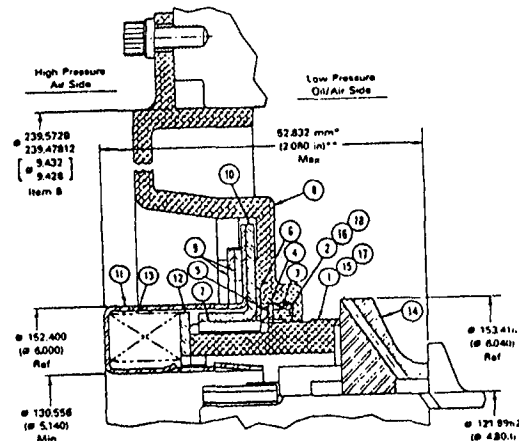 High Pressure
Air Side
Low Pressure
Oil/Air Side
52.832 mm*
(2.080 in)**
Max
ø 239.5728
239.47812
[ ø 9.432
ø 9.428 ]
Item 8
10
8
9
6
4
5
3
2
16
18
1
15
17
11
13
12
7
14
ø 152.400
(ø 6.000)
Ref
(ø 6.040)
Ref
ø 130.556
(ø 5.140)
Min